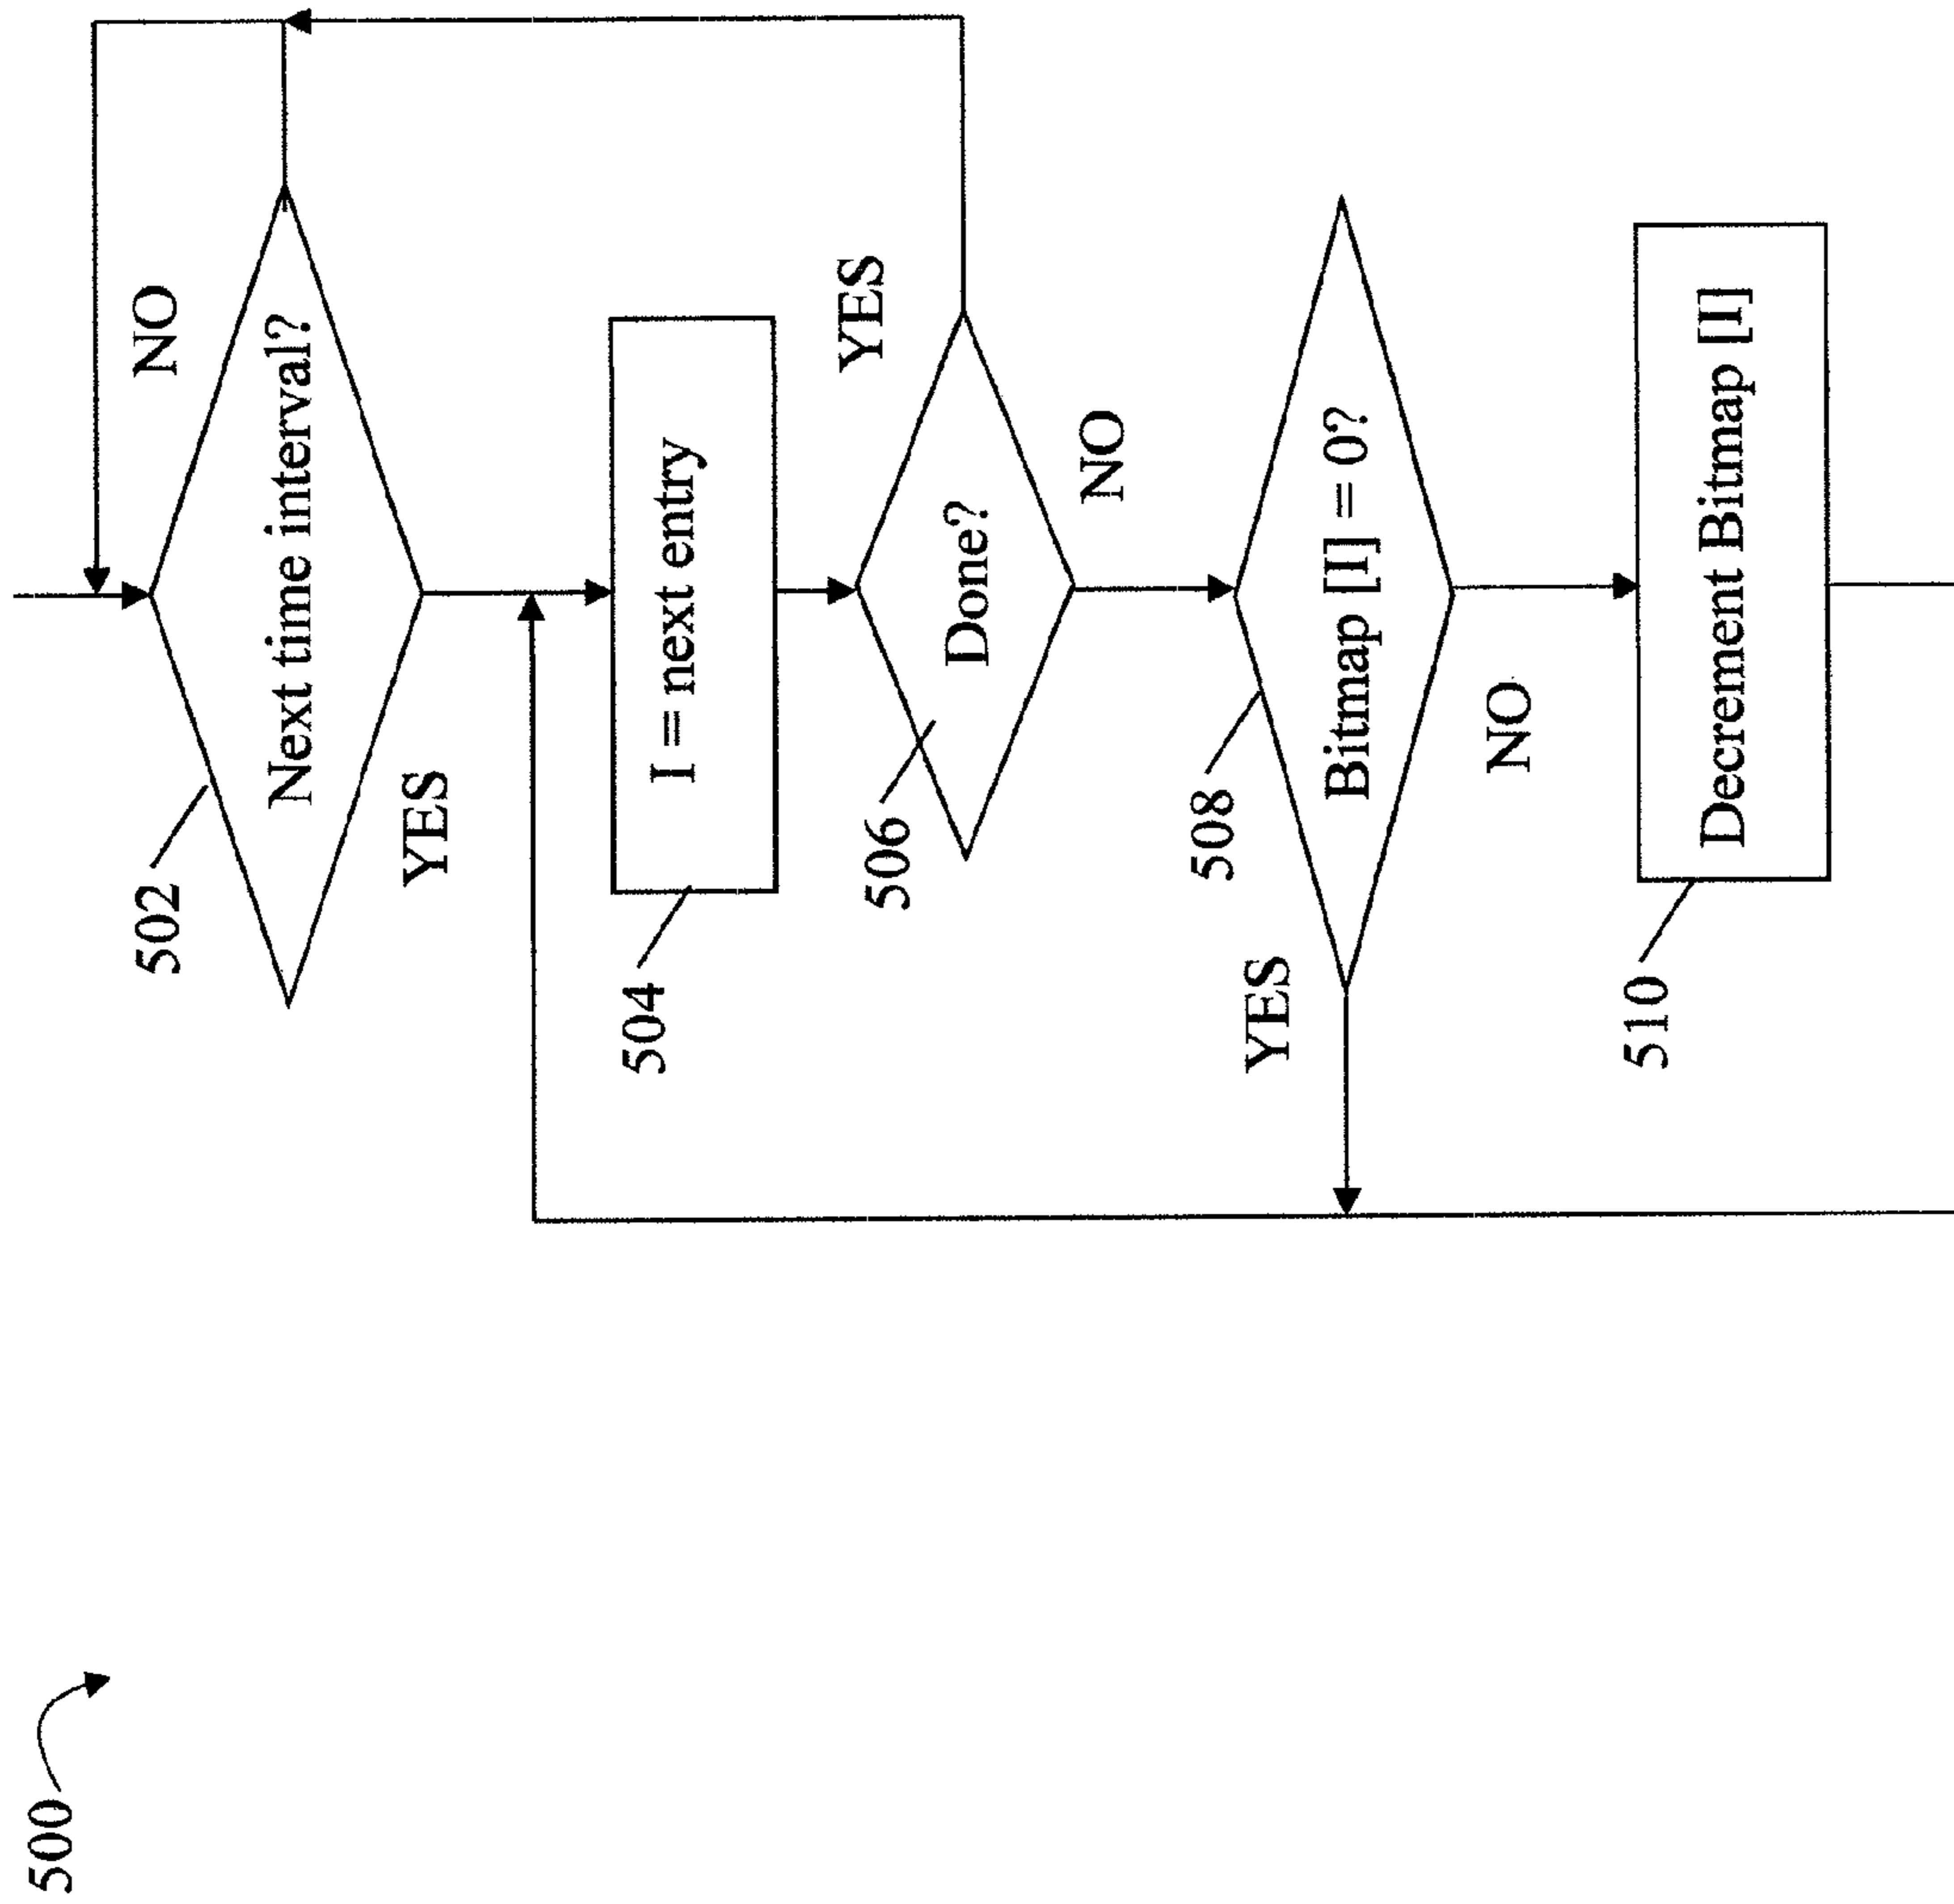 500
502
Next time interval?
NO
YES
504
I = next entry
506
Done?
YES
NO
508
Bitmap [I] = 0?
YES
NO
510
Decrement Bitmap [I]